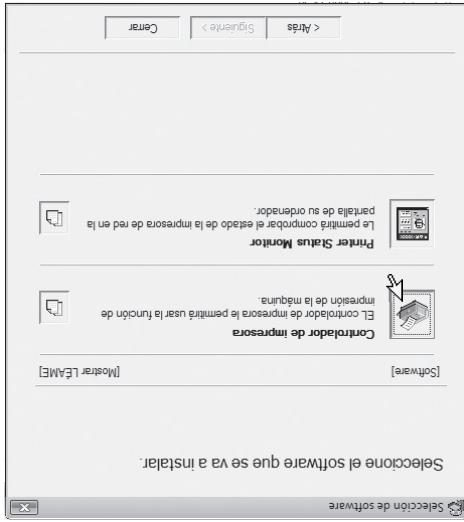 Selección de software
Seleccione el software que se va a instalar.
[Software] [Mostrar LÉAME]
Controlador de impresora
EL controlador de impresora le permitirá usar la función de
impresión de la máquina.
Printer Status Monitor
Le permitirá comprobar el estado de la impresora de red en la
pantalla de su ordenador.
< Atrás Siguiente > Cerrar